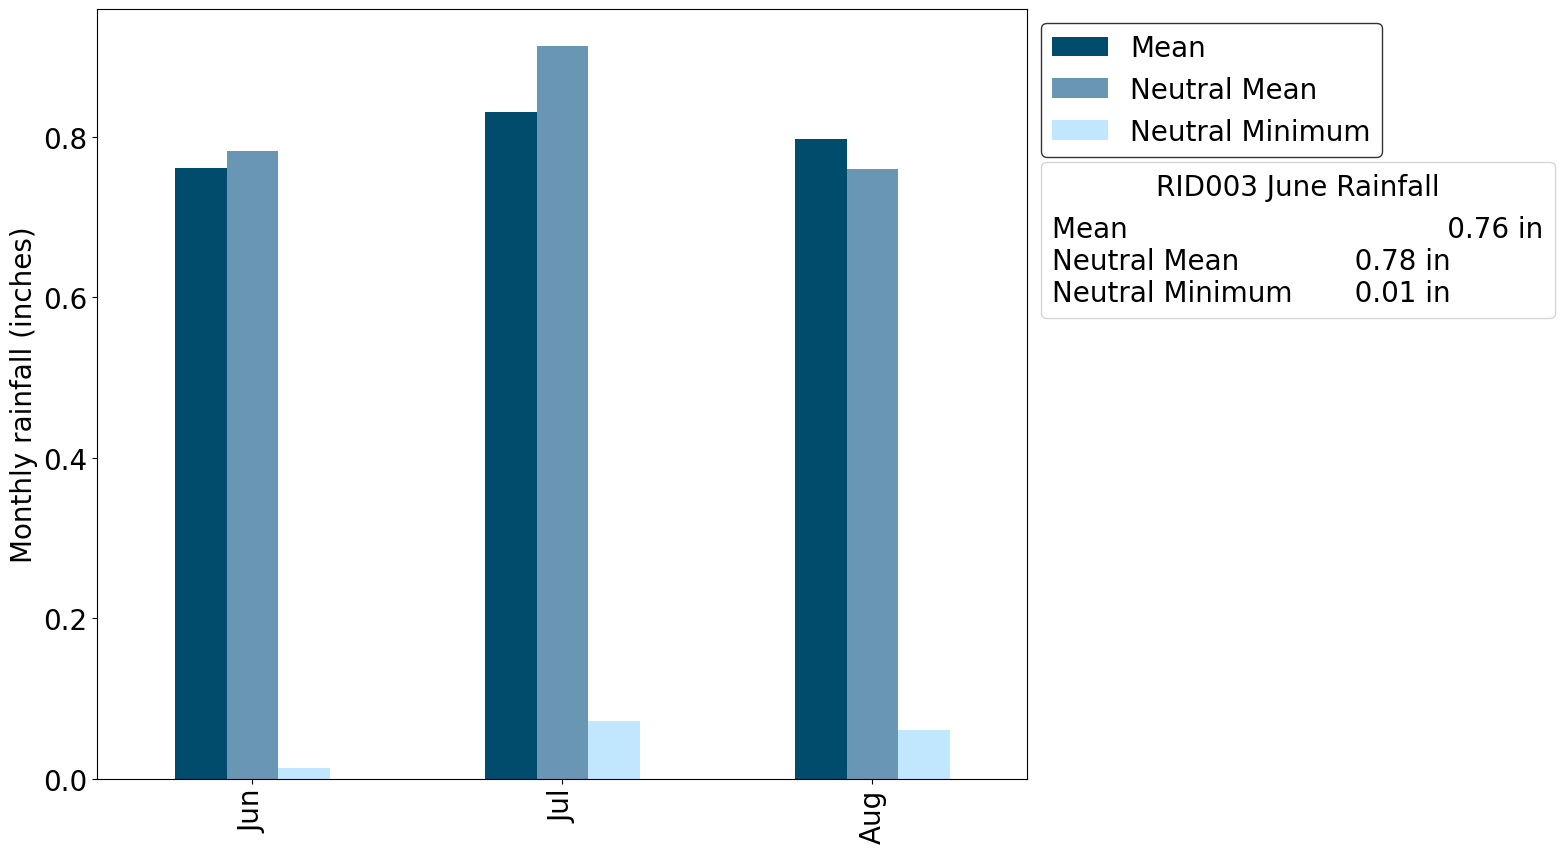 Monthly rainfall (inches)
0.8
0.6
0.4
0.2
0.0
Jun
Jul
Aug
Mean
Neutral Mean
Neutral Minimum
RID003 June Rainfall
Mean 0.76 in
Neutral Mean 0.78 in
Neutral Minimum 0.01 in